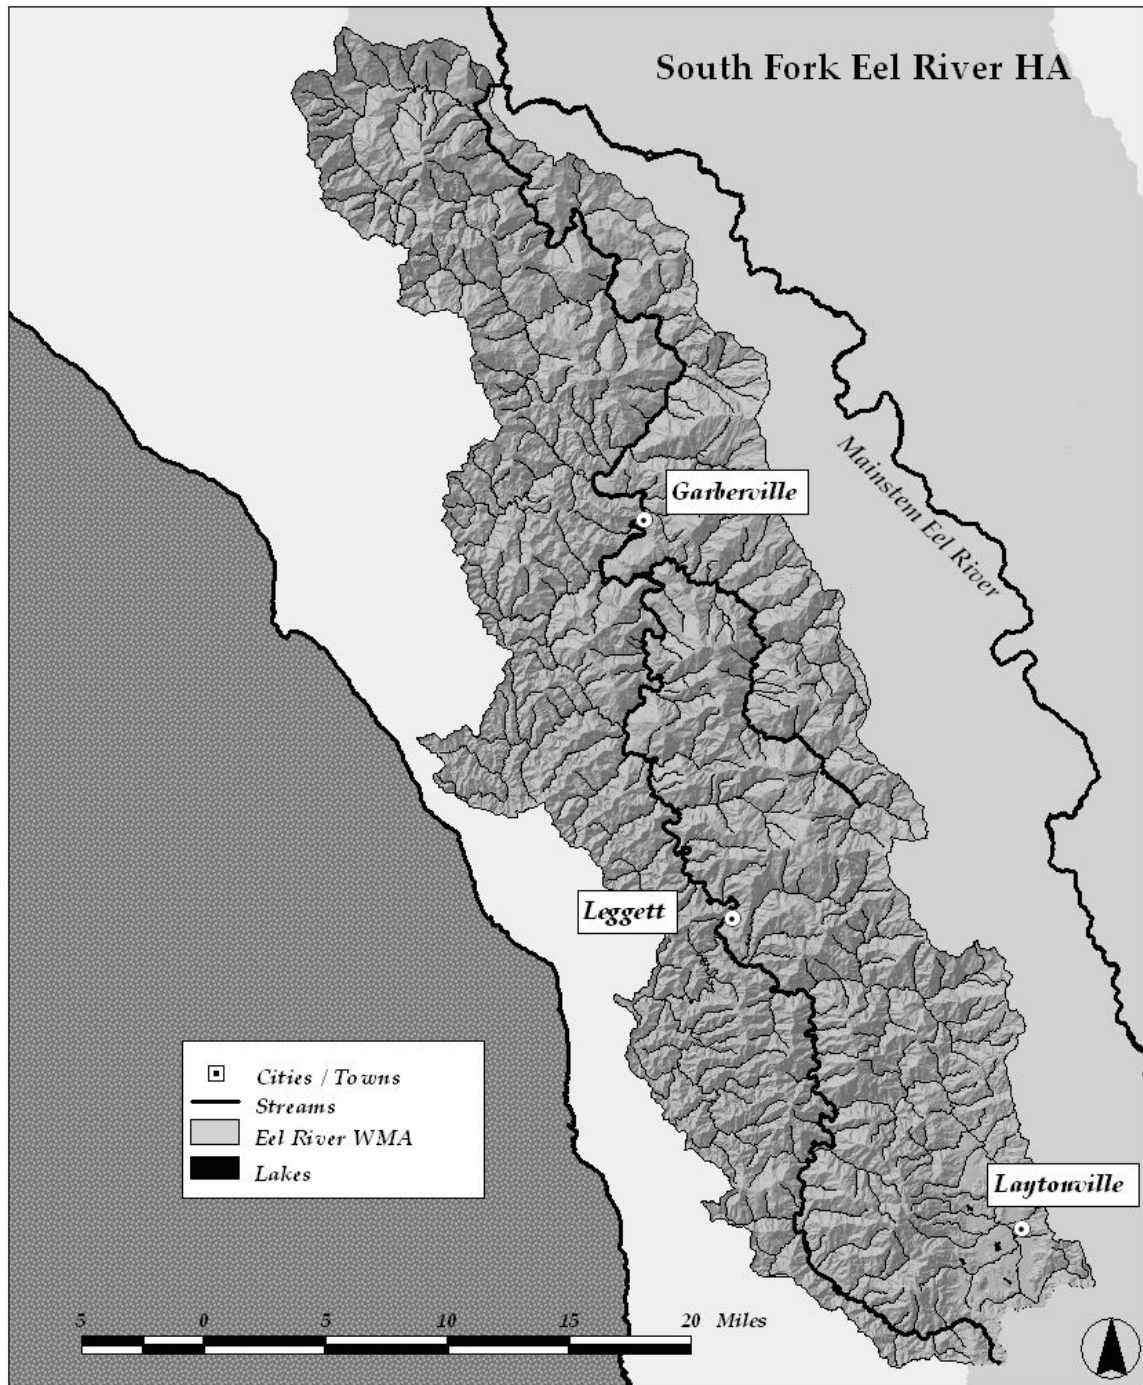 South Fork Eel River HA
Mainstem Eel River
Garberville
Leggett
Cities / Towns
Streams
Eel River WMA
Lakes
Laytonville
5 0 5 10 15 20 Miles